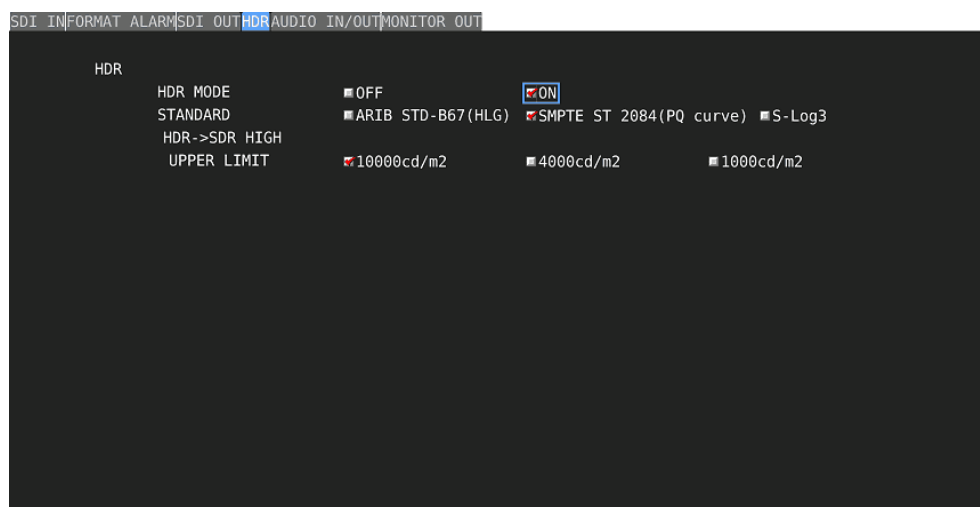 SDI IN FORMAT ALARM SDI OUT HDR AUDIO IN/OUT MONITOR OUT
HDR
HDR MODE OFF ON
STANDARD ARIB STD-B67(HLG) SMPTE ST 2084(PQ curve) S-Log3
HDR->SDR HIGH
UPPER LIMIT 10000cd/m2 4000cd/m2 1000cd/m2